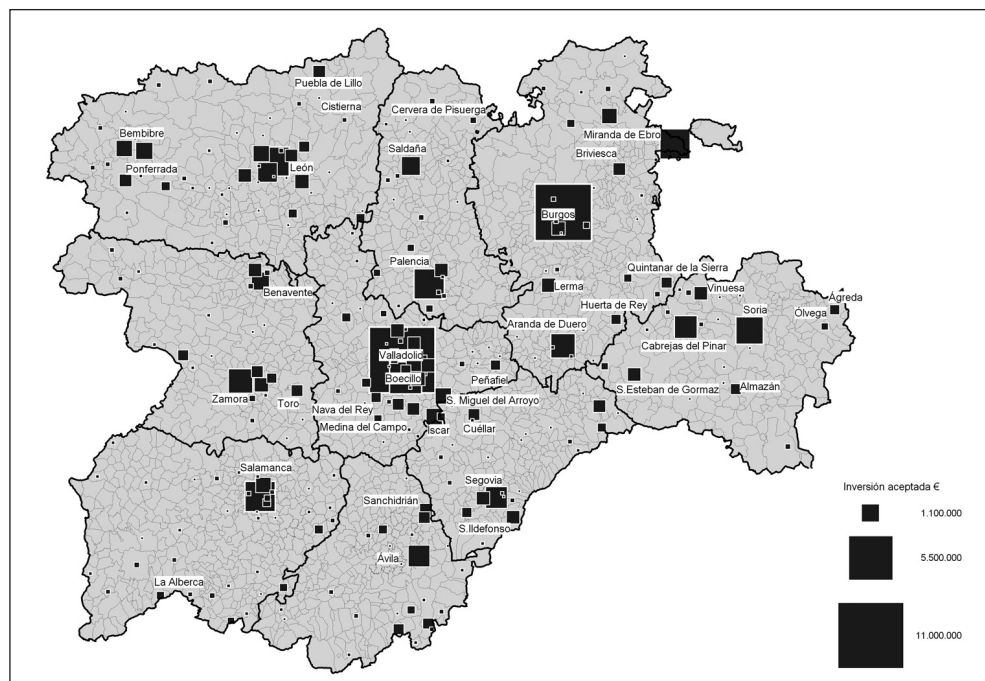 Puebla de Lillo
Cistierna
Cervera de Pisuerga
Bembibre
Miranda de Ebro
Saldaña
Briviesca
León
Ponferrada
Burgos
Palencia
Quintanar de la Sierra
Benavente
Lerma
Vinuesa
Ágreda
Huerta de Rey
Soria
Ólvega
Aranda de Duero
Cabrejas del Pinar
Valladolid
Boecillo
Peñafiel
S.Esteban de Gormaz
Almazán
Zamora
Toro
Nava del Rey
S. Miguel del Arroyo
Medina del Campo
Iscar
Cuéllar
Salamanca
Segovia
Sanchidrián
S.Ildefonso
Ávila
La Alberca
Inversión aceptada €
1.100.000
5.500.000
11.000.000